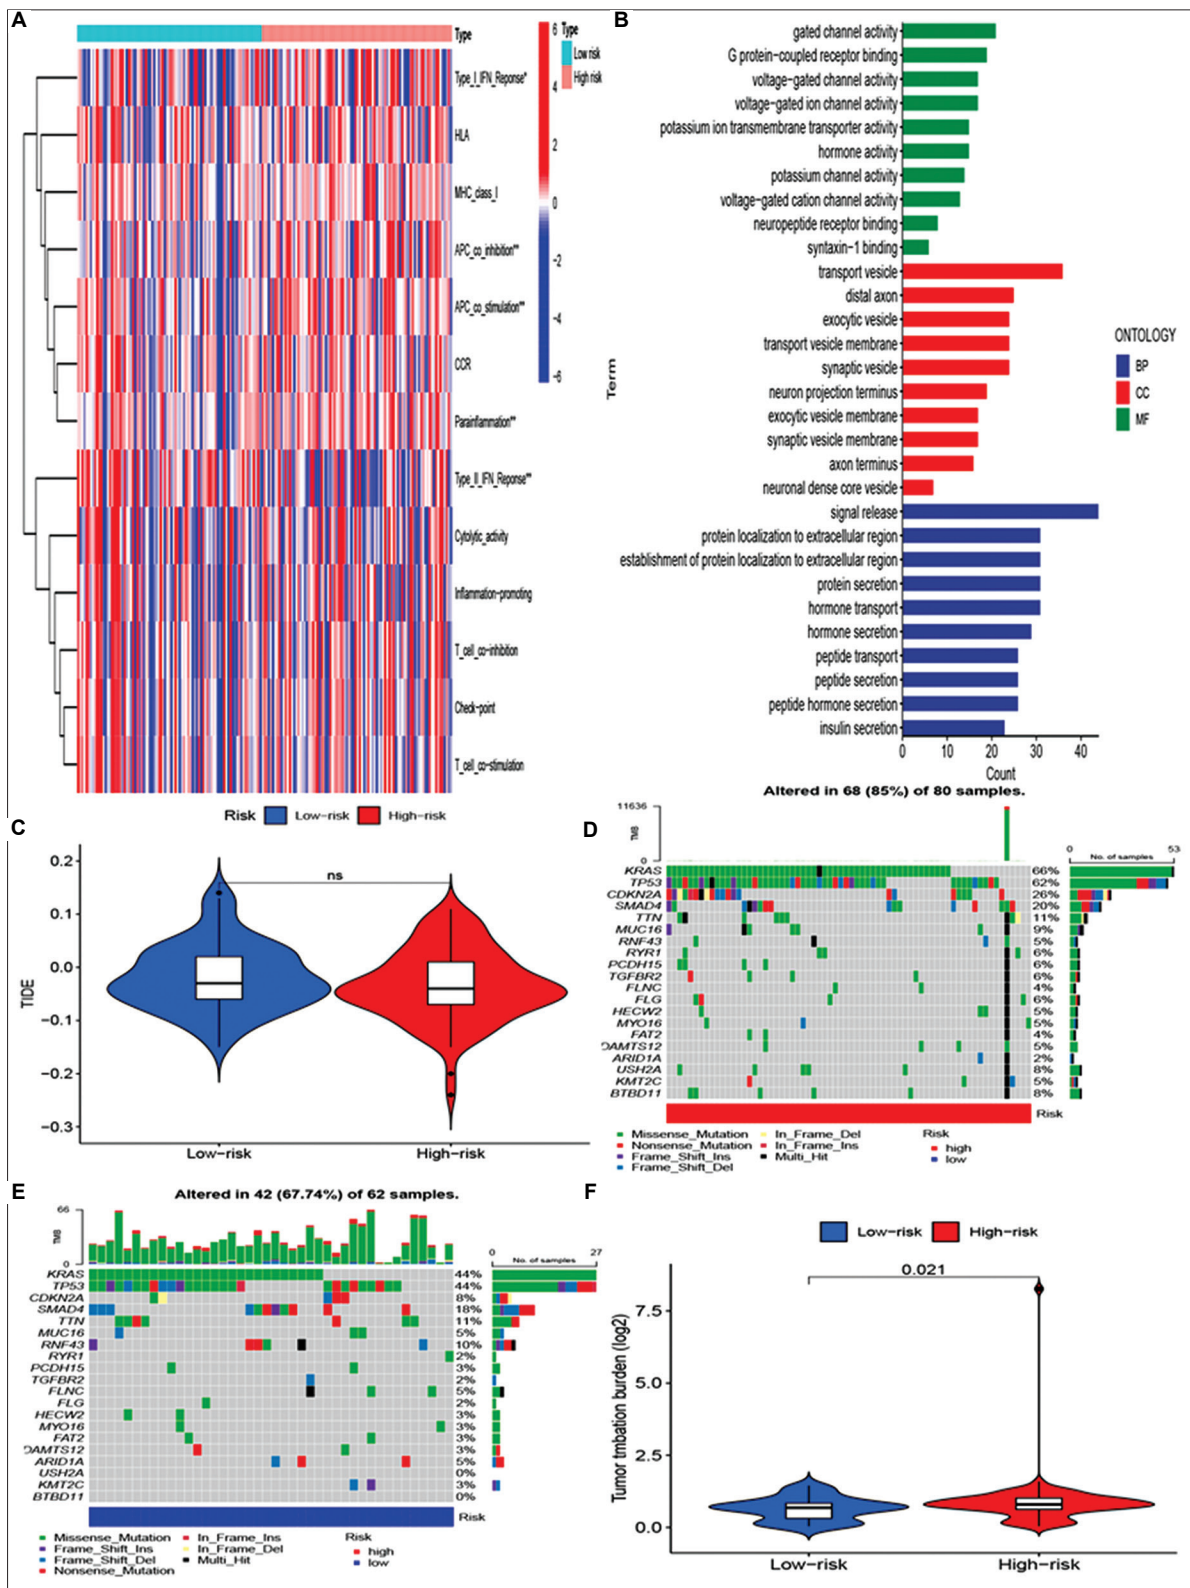 A
Type
Type_I_IFN_Reponse*
HLA
MHC_class_I
APC_co_inhibition**
APC_co_stimulation**
CCR
Parainflammation**
Type_II_IFN_Reponse**
Cytolytic_activity
Inflammation-promoting
T_cell_co-inhibition
Check-point
T_cell_co-stimulation
6
4
2
0
−2
−4
−6
Type
Low risk
High risk
B
Term
gated channel activity
G protein−coupled receptor binding
voltage−gated channel activity
voltage−gated ion channel activity
potassium ion transmembrane transporter activity
hormone activity
potassium channel activity
voltage−gated cation channel activity
neuropeptide receptor binding
syntaxin−1 binding
transport vesicle
distal axon
exocytic vesicle
transport vesicle membrane
synaptic vesicle
neuron projection terminus
exocytic vesicle membrane
synaptic vesicle membrane
axon terminus
neuronal dense core vesicle
signal release
protein localization to extracellular region
establishment of protein localization to extracellular region
protein secretion
hormone transport
hormone secretion
peptide transport
peptide secretion
peptide hormone secretion
insulin secretion
0 10 20 30 40
Count
ONTOLOGY
BP
CC
MF
C
Risk Low−risk High−risk
TIDE
0.2
0.1
0.0
−0.1
−0.2
−0.3
ns
Low−risk High−risk
D
Altered in 68 (85%) of 80 samples.
11636
TMB
0
0 53
No. of samples
KRAS 66%
TP53 62%
CDKN2A 26%
SMAD4 20%
TTN 11%
MUC16 9%
RNF43 5%
RYR1 6%
PCDH15 6%
TGFBR2 6%
FLNC 4%
FLG 6%
HECW2 5%
MYO16 5%
FAT2 4%
DAMTS12 5%
ARID1A 2%
USH2A 8%
KMT2C 5%
BTBD11 8%
Risk
Missense_Mutation In_Frame_Del Risk
Nonsense_Mutation In_Frame_Ins high
Frame_Shift_Ins Multi_Hit low
Frame_Shift_Del
E
Altered in 42 (67.74%) of 62 samples.
66
TMB
0
0 27
No. of samples
KRAS 44%
TP53 44%
CDKN2A 8%
SMAD4 18%
TTN 11%
MUC16 5%
RNF43 10%
RYR1 2%
PCDH15 3%
TGFBR2 2%
FLNC 5%
FLG 2%
HECW2 3%
MYO16 3%
FAT2 3%
DAMTS12 3%
ARID1A 5%
USH2A 0%
KMT2C 3%
BTBD11 0%
Risk
Missense_Mutation In_Frame_Ins Risk
Frame_Shift_Ins In_Frame_Del high
Frame_Shift_Del Multi_Hit low
Nonsense_Mutation
F
Low−risk High−risk
Tumor tmbation burden (log2)
7.5
5.0
2.5
0.0
0.021
Low−risk High−risk